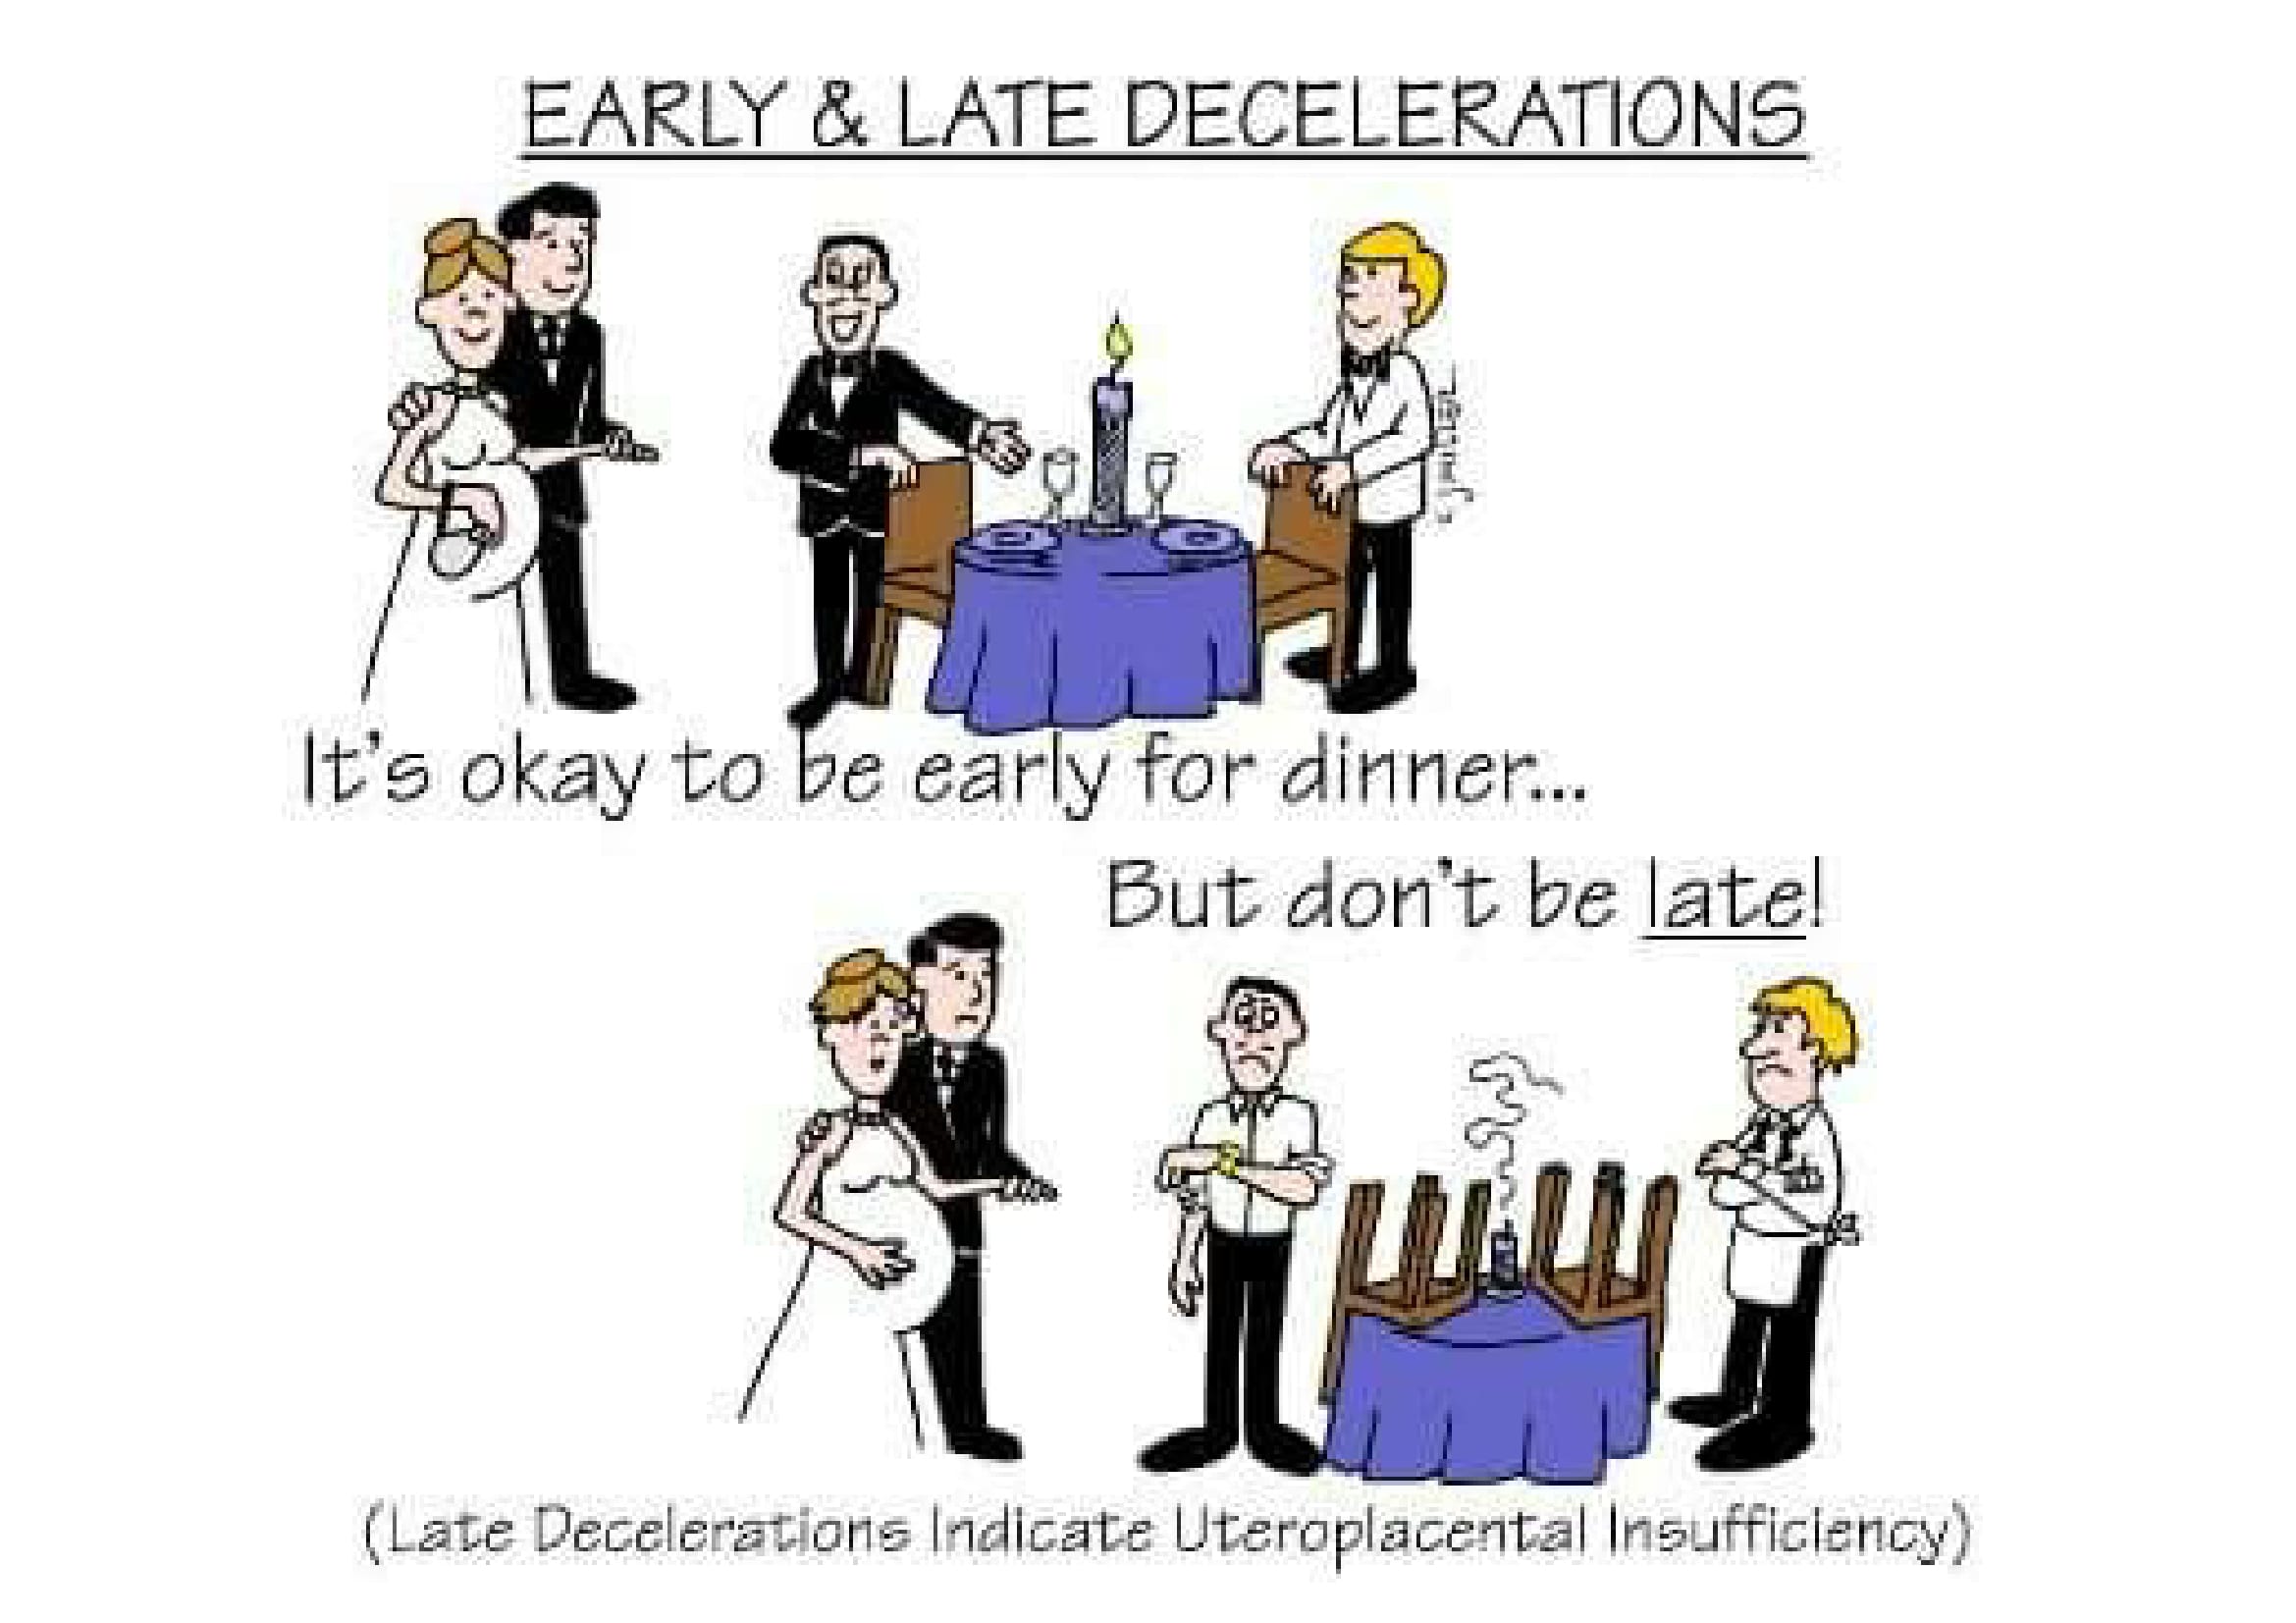 EARLY & LATE DECELERATIONS
It's okay to be early for dinner...
But don't be late!
(Late Decelerations Indicate Uteroplacental Insufficiency)